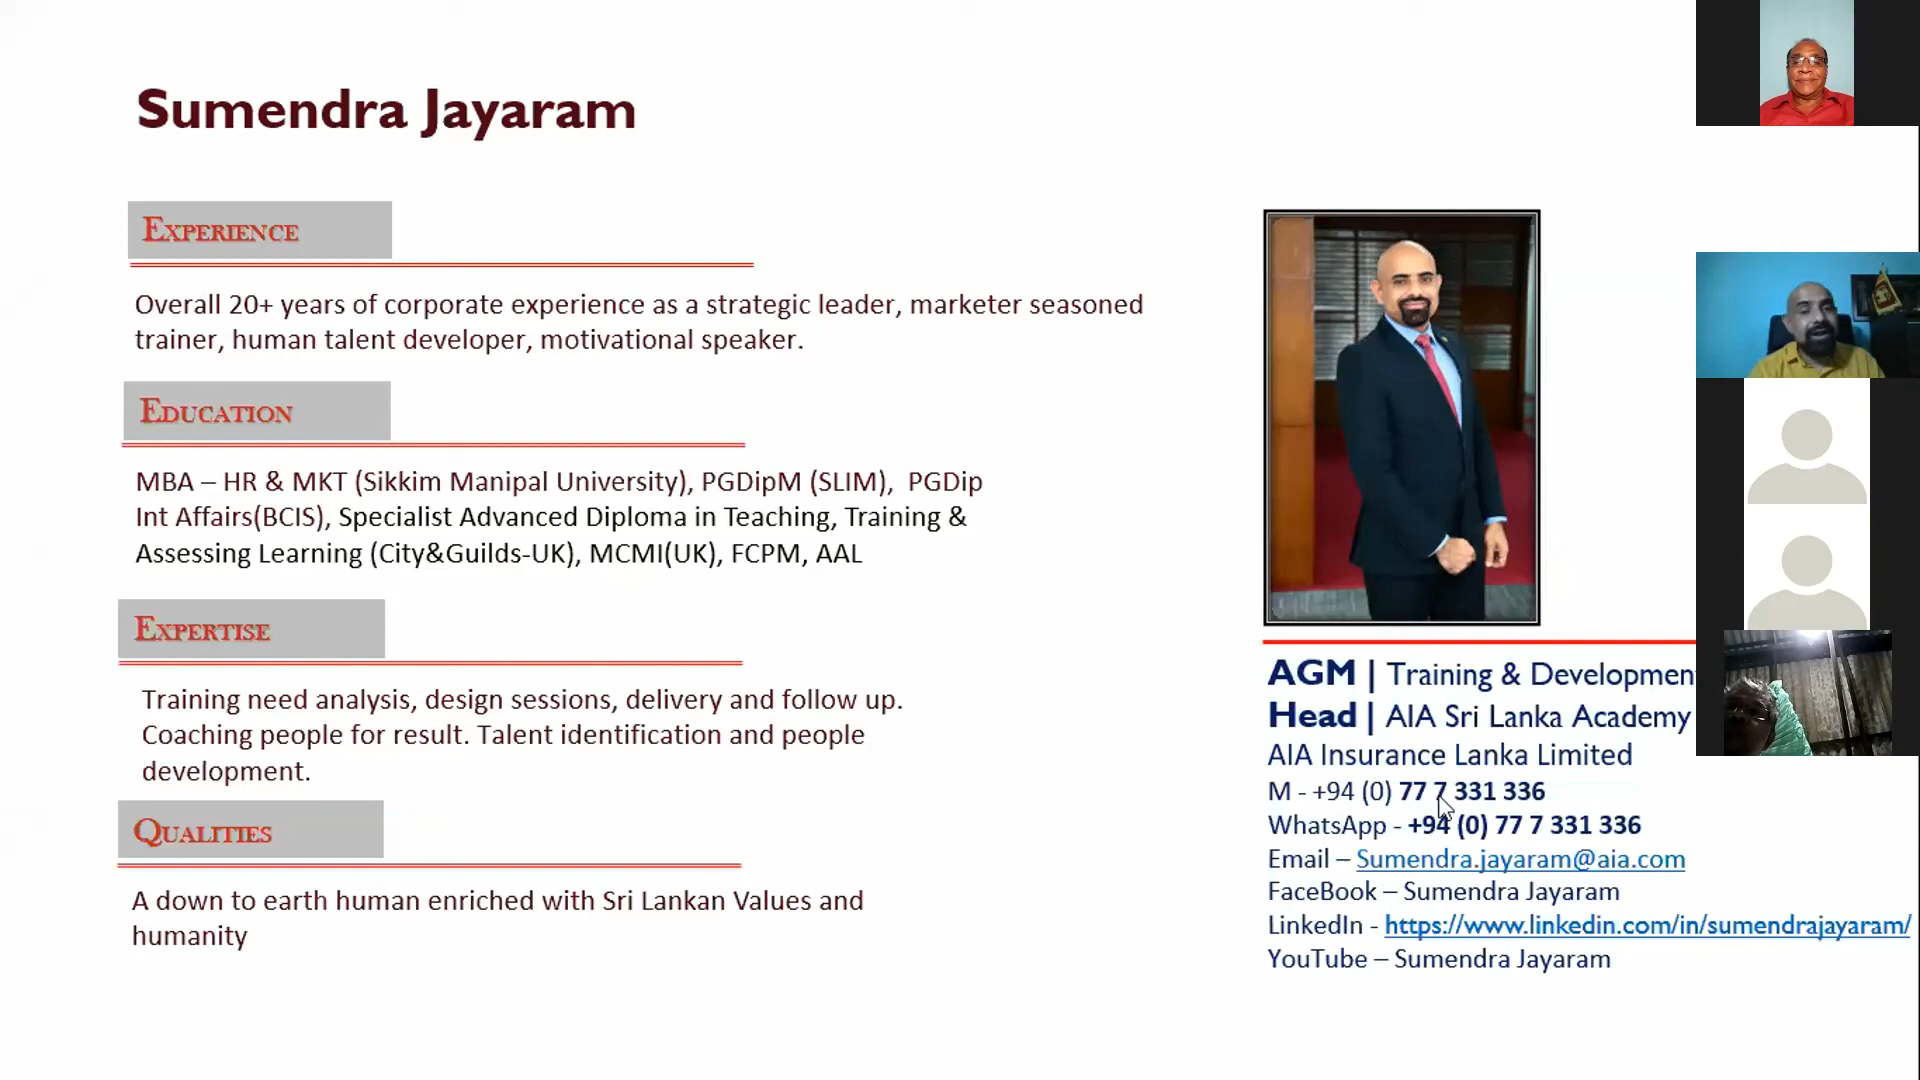 Sumendra Jayaram
EXPERIENCE
Overall 20+ years of corporate experience as a strategic leader, marketer seasoned
trainer, human talent developer, motivational speaker.
EDUCATION
MBA – HR & MKT (Sikkim Manipal University), PGDipM (SLIM), PGDip
Int Affairs(BCIS), Specialist Advanced Diploma in Teaching, Training &
Assessing Learning (City&Guilds-UK), MCMI(UK), FCPM, AAL
EXPERTISE
Training need analysis, design sessions, delivery and follow up.
Coaching people for result. Talent identification and people
development.
QUALITIES
A down to earth human enriched with Sri Lankan Values and
humanity
AGM | Training & Developmen
Head | AIA Sri Lanka Academy
AIA Insurance Lanka Limited
M - +94 (0) 77 7 331 336
WhatsApp - +94 (0) 77 7 331 336
Email – Sumendra.jayaram@aia.com
FaceBook – Sumendra Jayaram
LinkedIn - https://www.linkedin.com/in/sumendrajayaram/
YouTube – Sumendra Jayaram